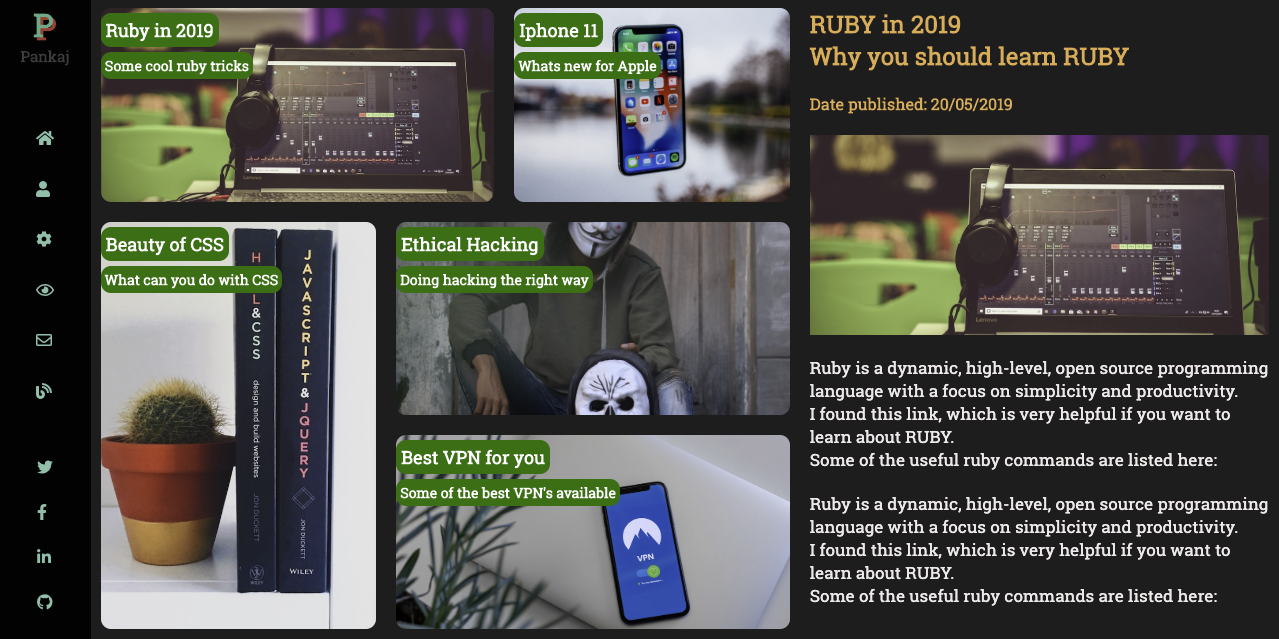 P
Pankaj
Ruby in 2019
Some cool ruby tricks
Iphone 11
Whats new for Apple
Beauty of CSS
What can you do with CSS
H L&CSS
design and build websites
JON DUCKETT
WILEY
JAVASCRIPT & JQUERY
JON DUCKETT
WILEY
Ethical Hacking
Doing hacking the right way
Best VPN for you
Some of the best VPN's available
VPN
RUBY in 2019
Why you should learn RUBY
Date published: 20/05/2019
Lenovo
Ruby is a dynamic, high-level, open source programming
language with a focus on simplicity and productivity.
I found this link, which is very helpful if you want to
learn about RUBY.
Some of the useful ruby commands are listed here:
Ruby is a dynamic, high-level, open source programming
language with a focus on simplicity and productivity.
I found this link, which is very helpful if you want to
learn about RUBY.
Some of the useful ruby commands are listed here: